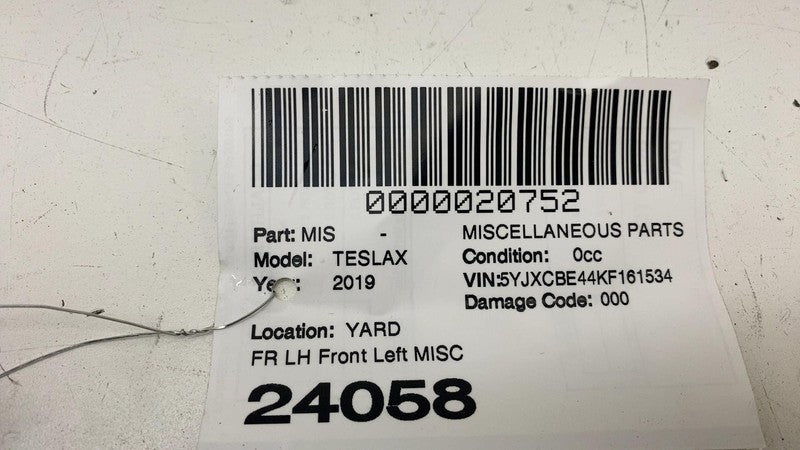 0000020752
Part: MIS - MISCELLANEOUS PARTS
Model: TESLAX Condition: 0cc
Year: 2019 VIN:5YJXCBE44KF161534
Damage Code: 000
Location: YARD
FR LH Front Left MISC
24058